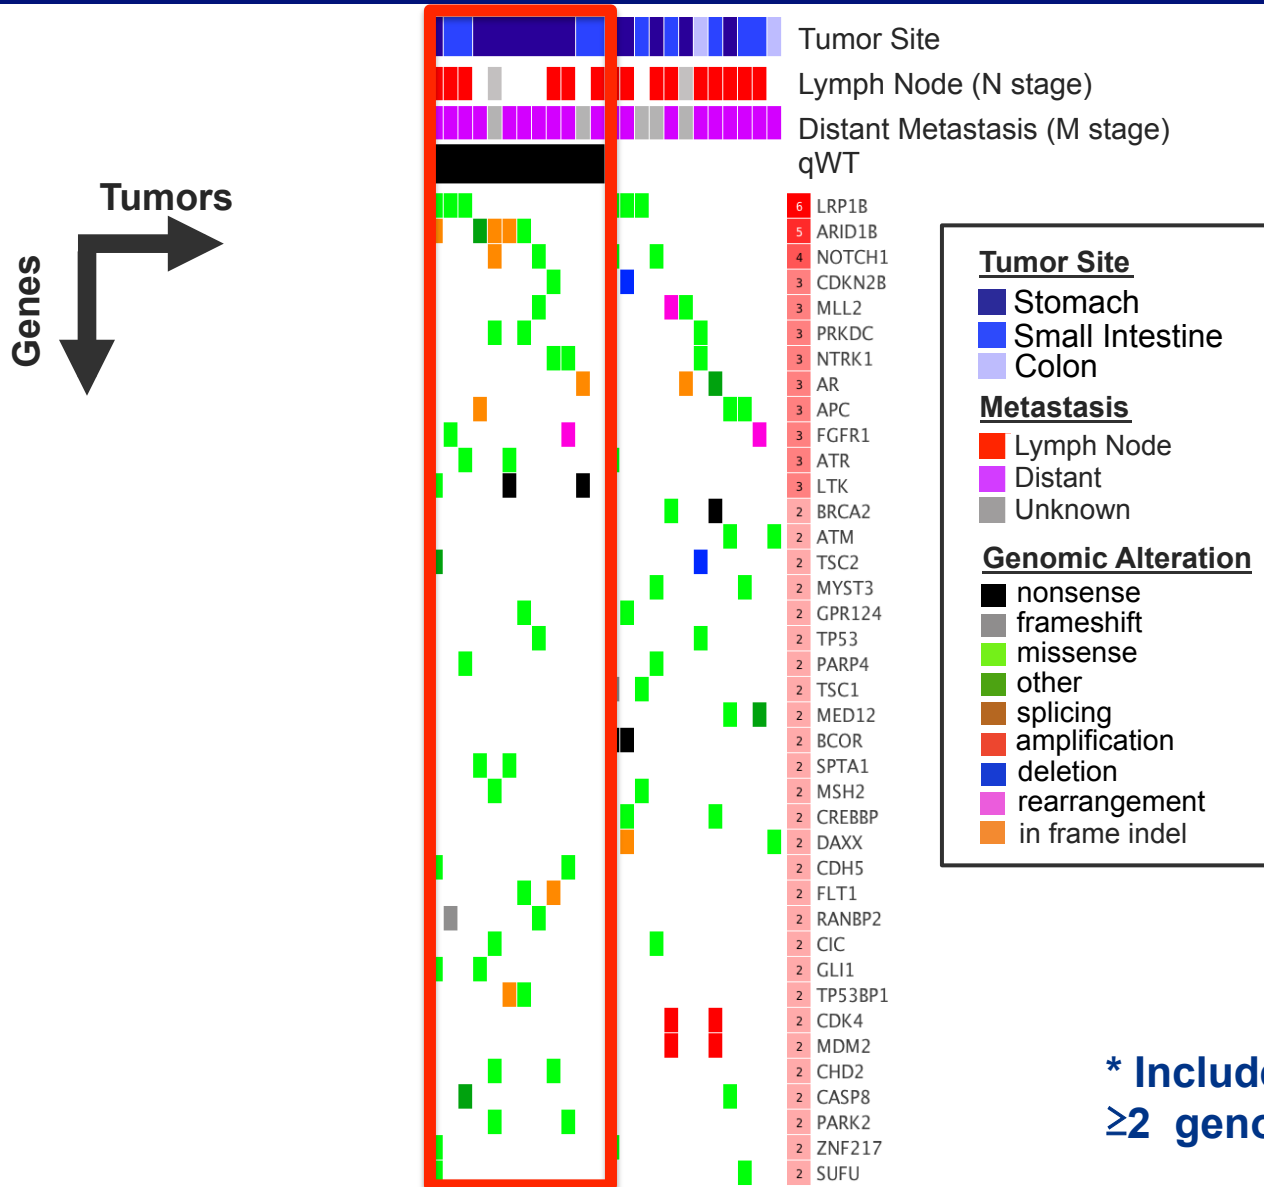 Tumor Site
Lymph Node (N stage)
Distant Metastasis (M stage)
qWT
Tumors
Genes
6 LRP1B
5 ARID1B
4 NOTCH1
3 CDKN2B
3 MLL2
3 PRKDC
3 NTRK1
3 AR
3 APC
3 FGFR1
3 ATR
3 LTK
2 BRCA2
2 ATM
2 TSC2
2 MYST3
2 GPR124
2 TP53
2 PARP4
2 TSC1
2 MED12
2 BCOR
2 SPTA1
2 MSH2
2 CREBBP
2 DAXX
2 CDH5
2 FLT1
2 RANBP2
2 CIC
2 GLI1
2 TP53BP1
2 CDK4
2 MDM2
2 CHD2
2 CASP8
2 PARK2
2 ZNF217
2 SUFU
Tumor Site
Stomach
Small Intestine
Colon
Metastasis
Lymph Node
Distant
Unknown
Genomic Alteration
nonsense
frameshift
missense
other
splicing
amplification
deletion
rearrangement
in frame indel
* Include
≥2 geno